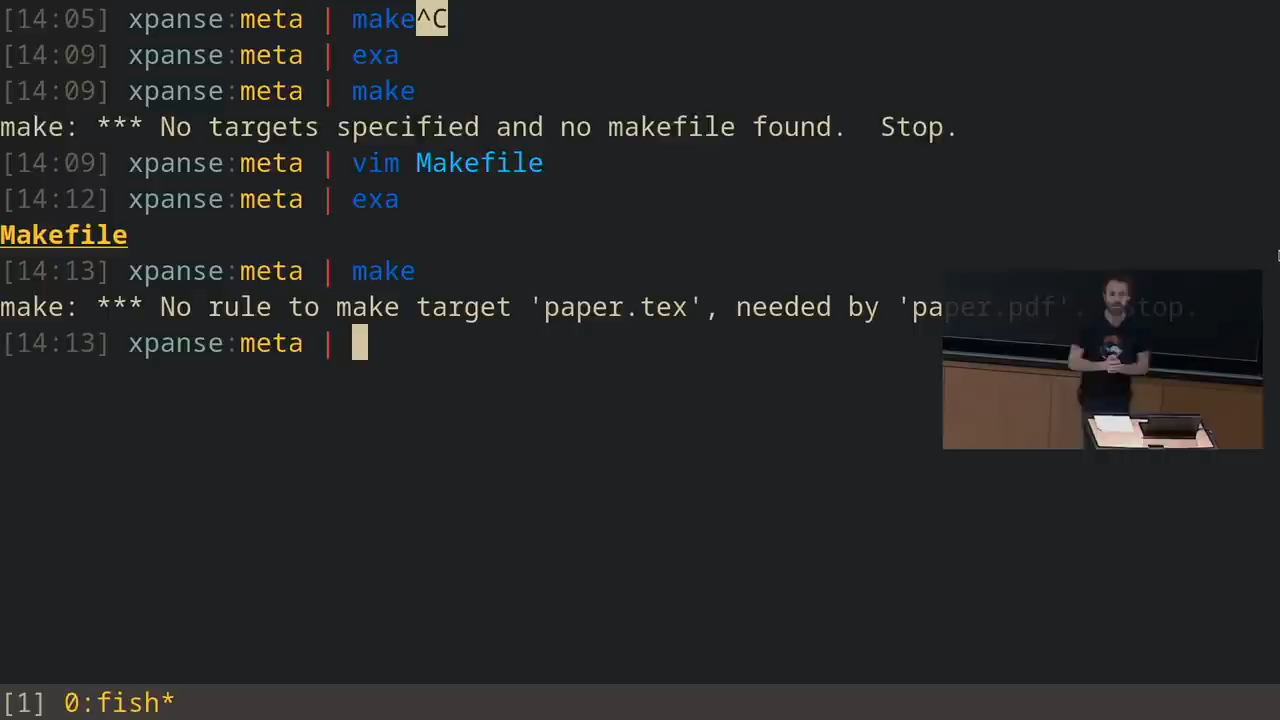 [14:05] xpanse:meta | make^C
[14:09] xpanse:meta | exa
[14:09] xpanse:meta | make
make: *** No targets specified and no makefile found.  Stop.
[14:09] xpanse:meta | vim Makefile
[14:12] xpanse:meta | exa
Makefile
[14:13] xpanse:meta | make
make: *** No rule to make target 'paper.tex', needed by 'paper.pdf'.  Stop.
[14:13] xpanse:meta |
[1] 0:fish*